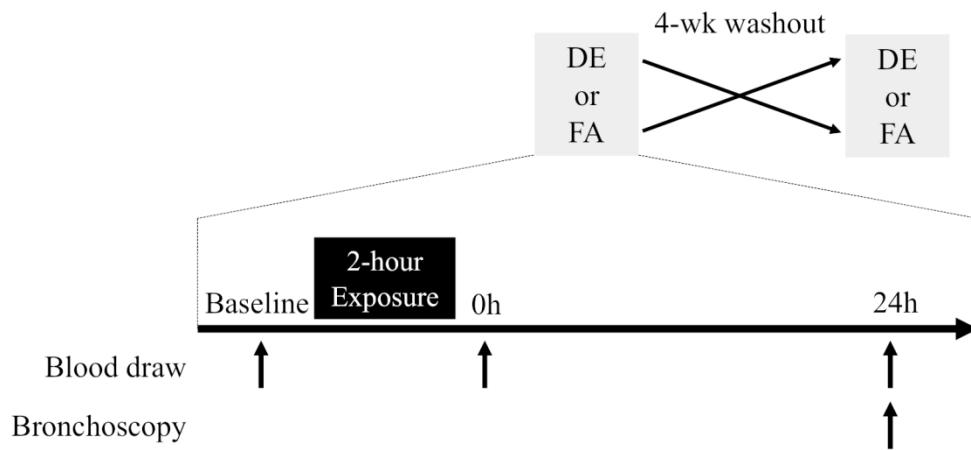 4-wk washout
DE
or
FA
DE
or
FA
2-hour
Exposure
Baseline
0h
24h
Blood draw
Bronchoscopy